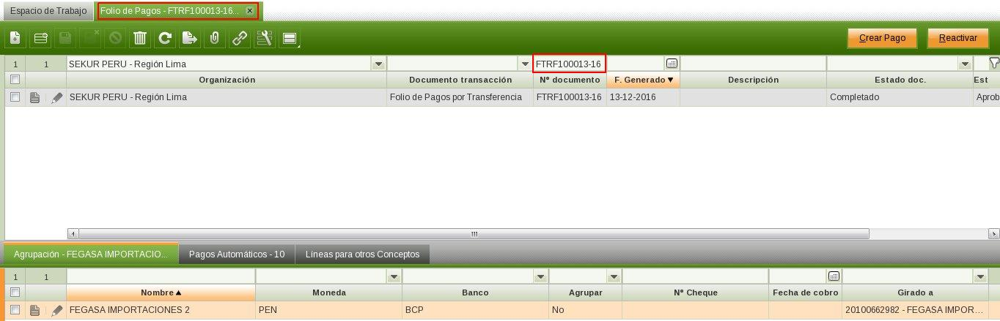 Espacio de Trabajo Folio de Pagos - FTRF100013-16...
Crear Pago Reactivar
1 1 SEKUR PERU - Región Lima FTRF100013-16
Organización Documento transacción Nº documento F. Generado Descripción Estado doc. Est
SEKUR PERU - Región Lima Folio de Pagos por Transferencia FTRF100013-16 13-12-2016 Completado Aprob
Agrupación - FEGASA IMPORTACIO... Pagos Automáticos - 10 Líneas para otros Conceptos
1 1
Nombre Moneda Banco Agrupar Nº Cheque Fecha de cobro Girado a
FEGASA IMPORTACIONES 2 PEN BCP No 20100662982 - FEGASA IMPOR...